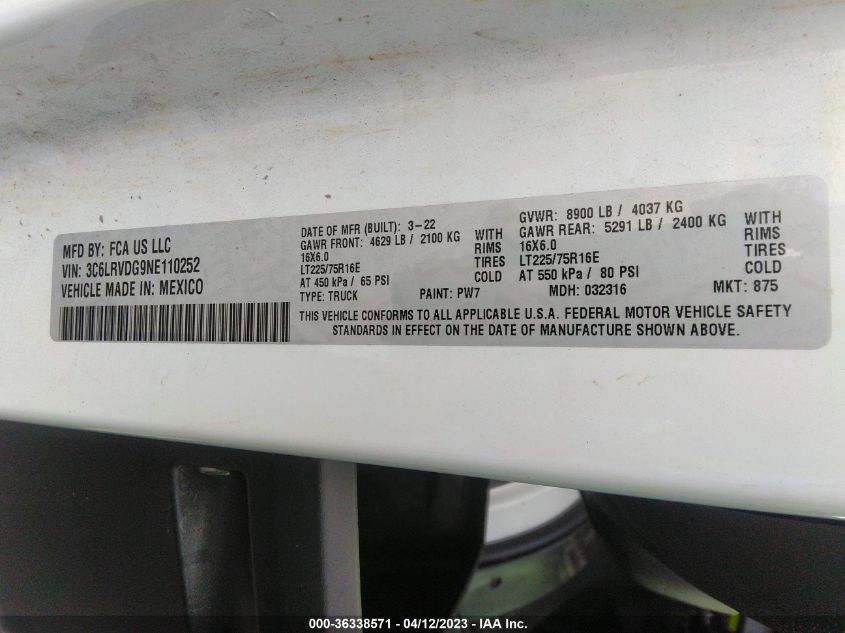 MFD BY: FCA US LLC
VIN: 3C6LRVDG9NE110252
VEHICLE MADE IN: MEXICO
DATE OF MFR (BUILT): 3-22
GAWR FRONT: 4629 LB / 2100 KG WITH
16X6.0 RIMS
LT225/75R16E TIRES
AT 450 kPa / 65 PSI COLD
TYPE: TRUCK PAINT: PW7
GVWR: 8900 LB / 4037 KG
GAWR REAR: 5291 LB / 2400 KG WITH
16X6.0 RIMS
LT225/75R16E TIRES
AT 550 kPa / 80 PSI COLD
MDH: 032316 MKT: 875
THIS VEHICLE CONFORMS TO ALL APPLICABLE U.S.A. FEDERAL MOTOR VEHICLE SAFETY
STANDARDS IN EFFECT ON THE DATE OF MANUFACTURE SHOWN ABOVE.
000-36338571 - 04/12/2023 - IAA Inc.